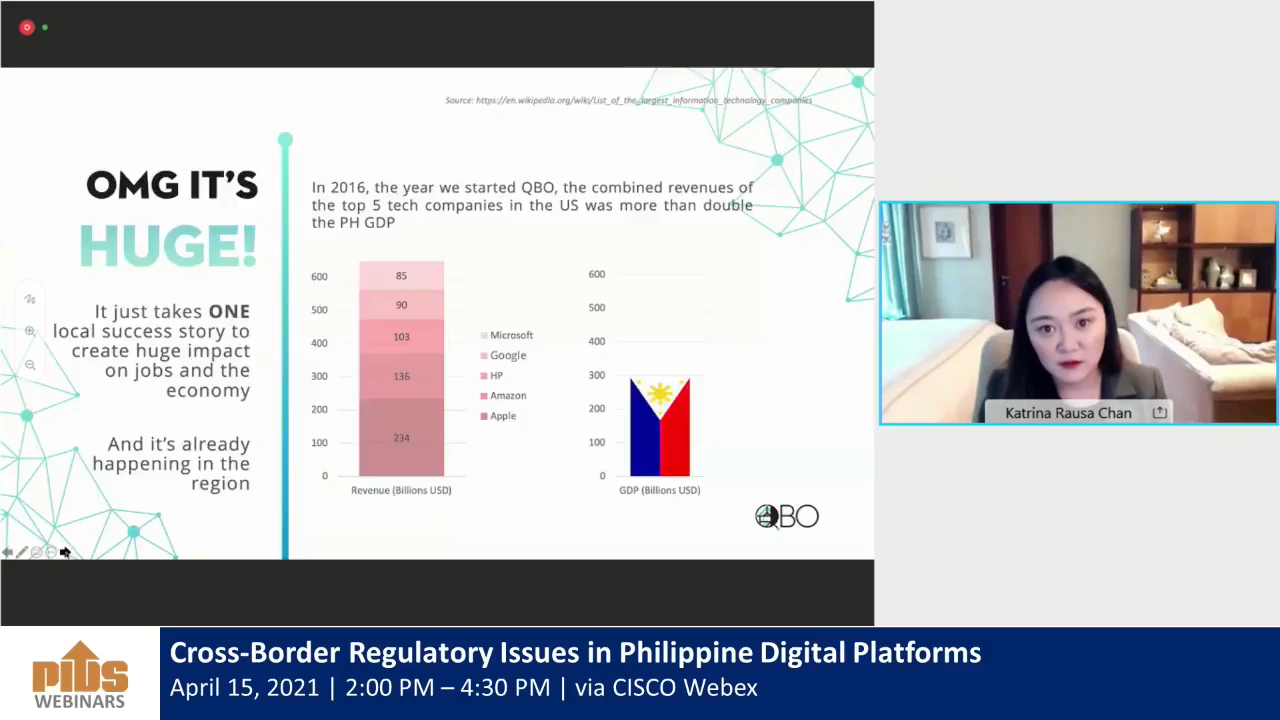 Source: https://en.wikipedia.org/wiki/List_of_the_largest_information_technology_companies
OMG IT'S
HUGE!
It just takes ONE
local success story to
create huge impact
on jobs and the
economy
And it's already
happening in the
region
In 2016, the year we started QBO, the combined revenues of
the top 5 tech companies in the US was more than double
the PH GDP
600
500
400
300
200
100
0
85
90
103
136
234
Revenue (Billions USD)
Microsoft
Google
HP
Amazon
Apple
600
500
400
300
200
100
0
GDP (Billions USD)
QBO
Katrina Rausa Chan
PIDS
WEBINARS
Cross-Border Regulatory Issues in Philippine Digital Platforms
April 15, 2021 | 2:00 PM – 4:30 PM | via CISCO Webex